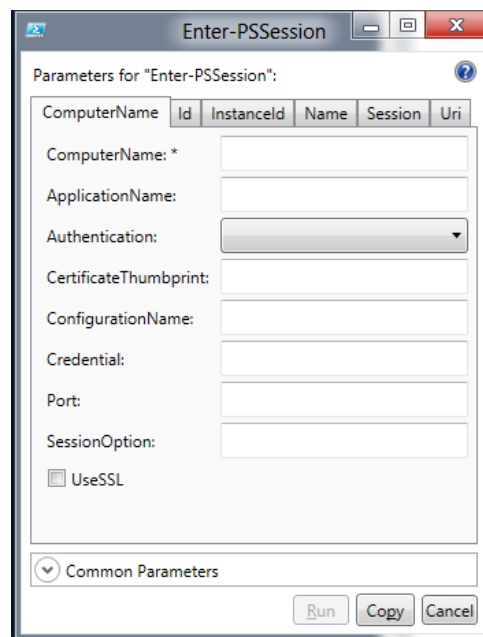 Enter-PSSession
Parameters for "Enter-PSSession":
ComputerName Id InstanceId Name Session Uri
ComputerName: *
ApplicationName:
Authentication:
CertificateThumbprint:
ConfigurationName:
Credential:
Port:
SessionOption:
UseSSL
Common Parameters
Run Copy Cancel